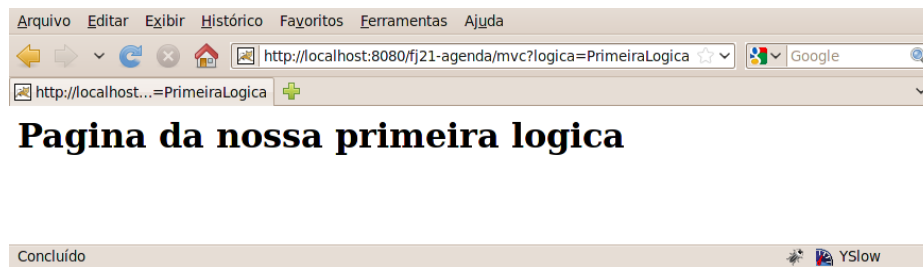 Arquivo Editar Exibir Histórico Favoritos Ferramentas Ajuda
http://localhost:8080/fj21-agenda/mvc?logica=PrimeiraLogica Google
http://localhost...=PrimeiraLogica
Pagina da nossa primeira logica
Concluído YSlow